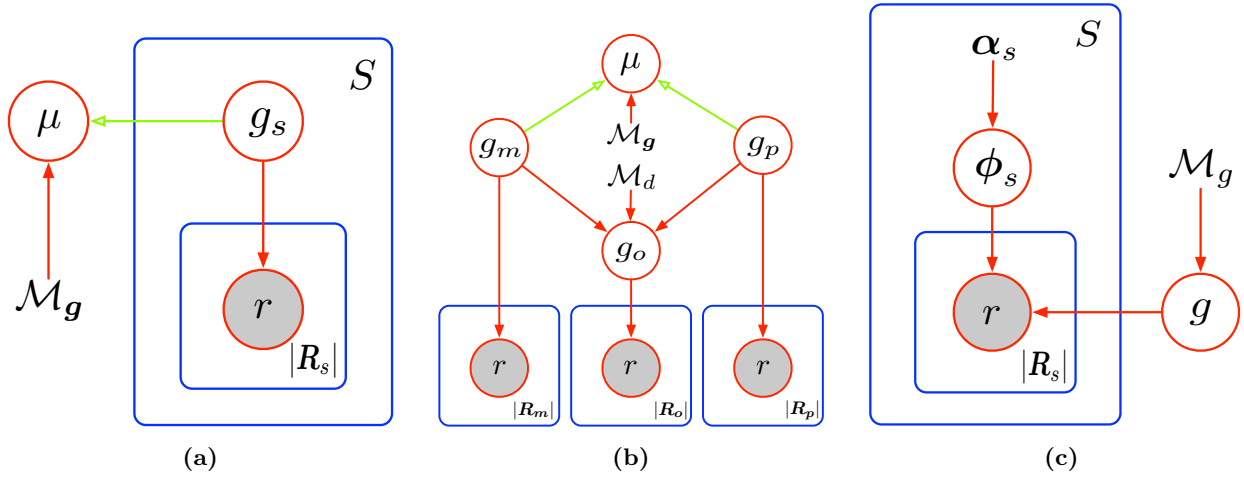 S
μ
g_s
r
|R_s|
M_g
(a)
μ
g_m
M_g
g_p
M_d
g_o
r
r
r
|R_m|
|R_o|
|R_p|
(b)
α_s
S
ϕ_s
M_g
r
g
|R_s|
(c)